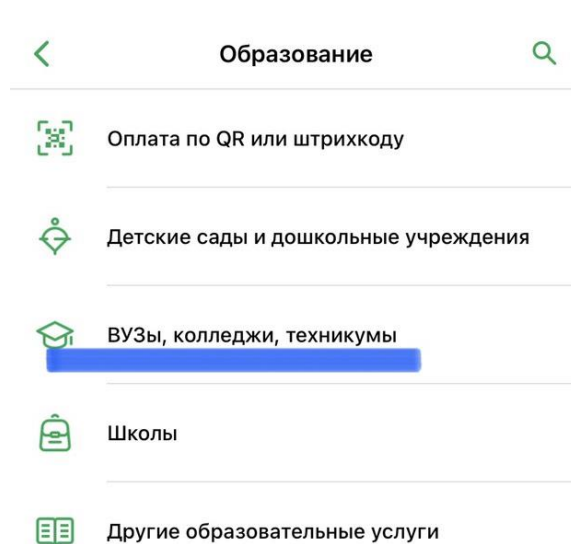 Образование
Оплата по QR или штрихкоду
Детские сады и дошкольные учреждения
ВУЗы, колледжи, техникумы
Школы
Другие образовательные услуги